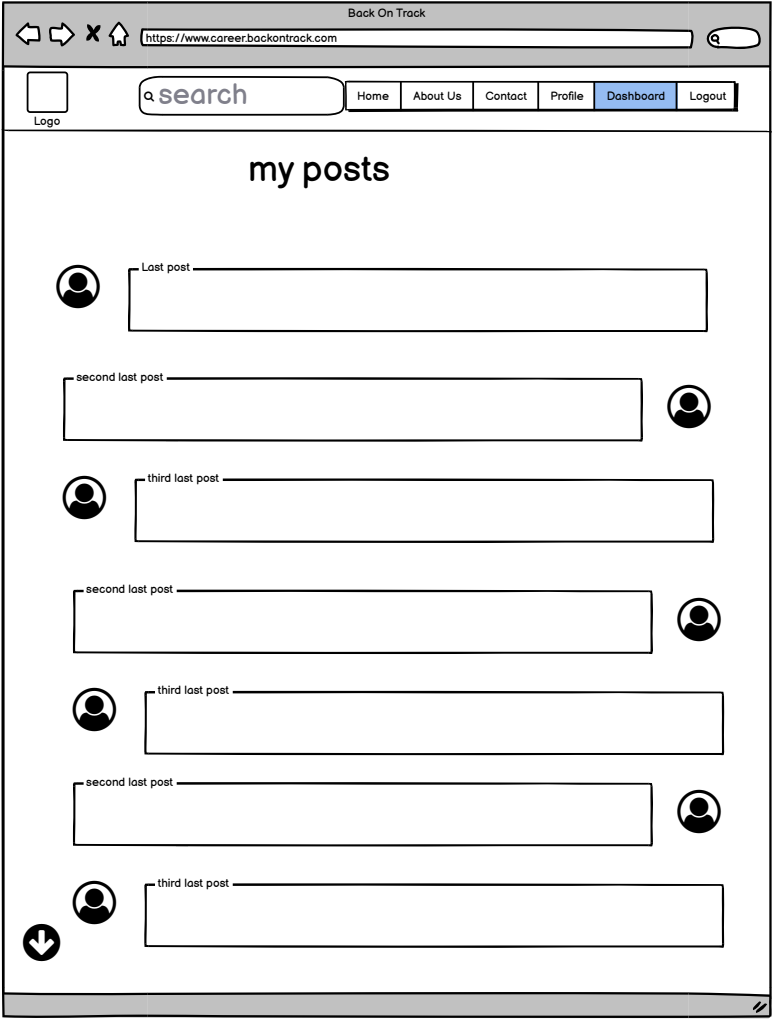 Back On Track
https://www.career.backontrack.com
search
Home About Us Contact Profile Dashboard Logout
Logo
my posts
Last post
second last post
third last post
second last post
third last post
second last post
third last post